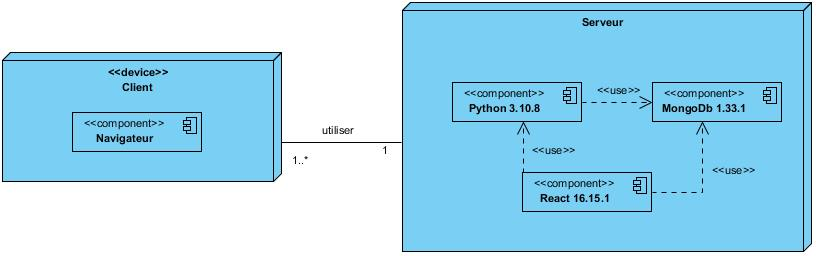 Serveur
<<device>>
Client
<<component>>
Navigateur
utiliser
1..*
1
<<component>>
Python 3.10.8
<<use>>
<<component>>
MongoDb 1.33.1
<<use>>
<<use>>
<<component>>
React 16.15.1